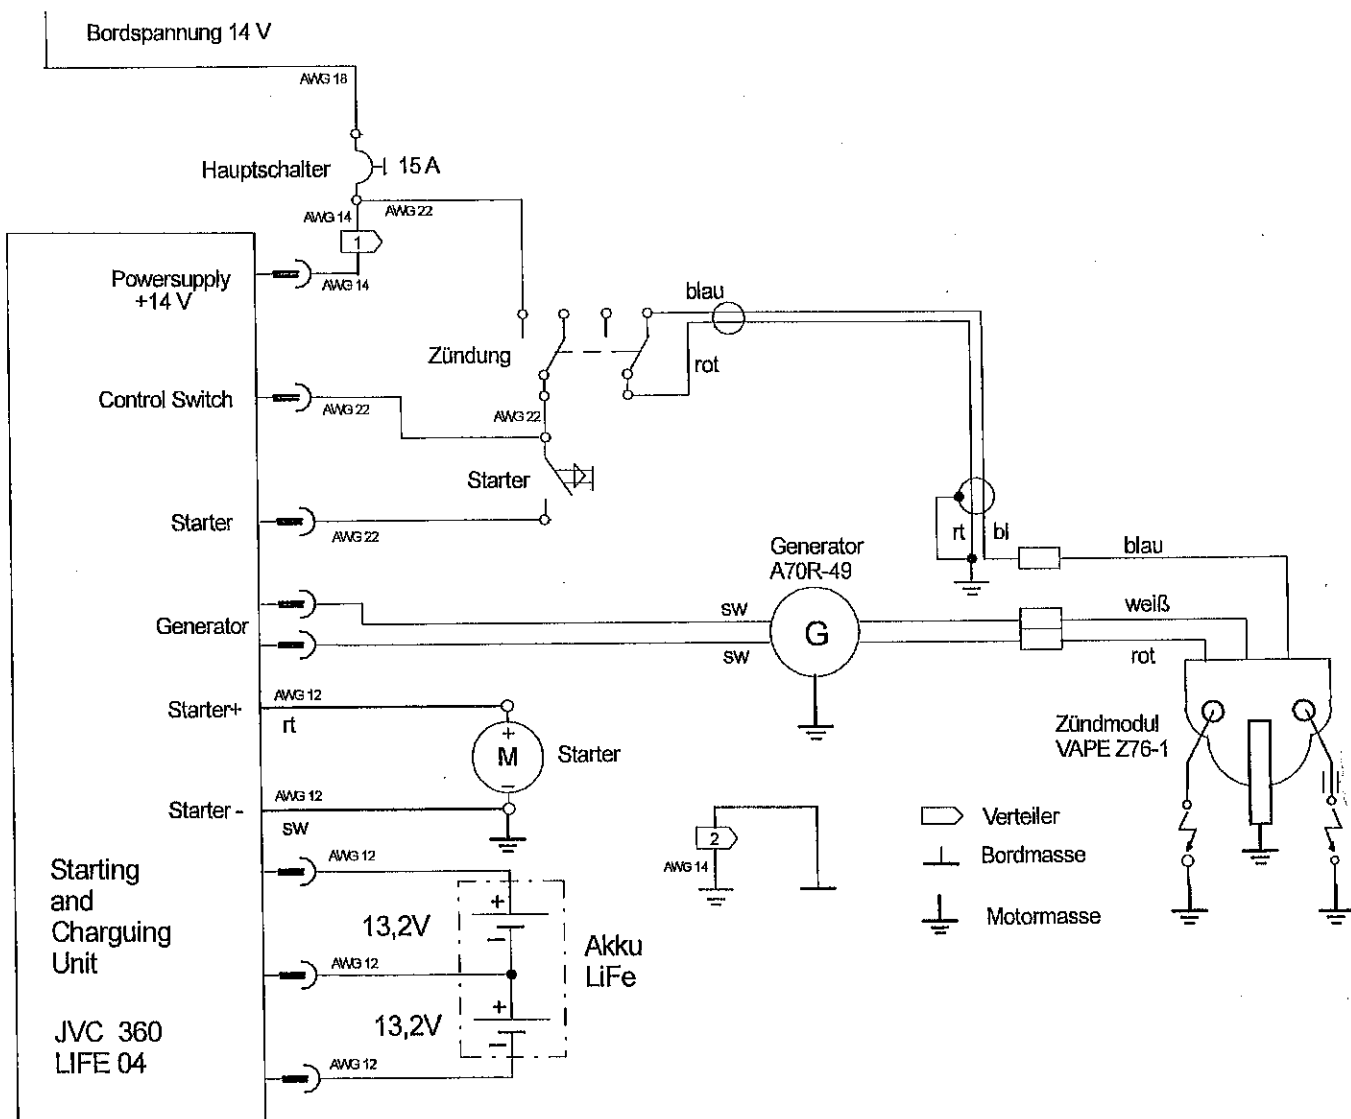 Bordspannung 14 V
AWG 18
Hauptschalter
15 A
AWG 14
AWG 22
1
Powersupply
+14 V
AWG 14
blau
Zündung
rot
Control Switch
AWG 22
AWG 22
Starter
Starter
AWG 22
rt
bl
Generator
A70R-49
blau
sw
weiß
Generator
G
sw
rot
AWG 12
Starter+
rt
+
M
–
Starter
Zündmodul
VAPE Z76-1
AWG 12
Starter -
sw
2
AWG 14
Verteiler
Bordmasse
Motormasse
AWG 12
Starting
and
Charguing
Unit
+
13,2V
–
Akku
LiFe
AWG 12
+
13,2V
–
JVC 360
LIFE 04
AWG 12